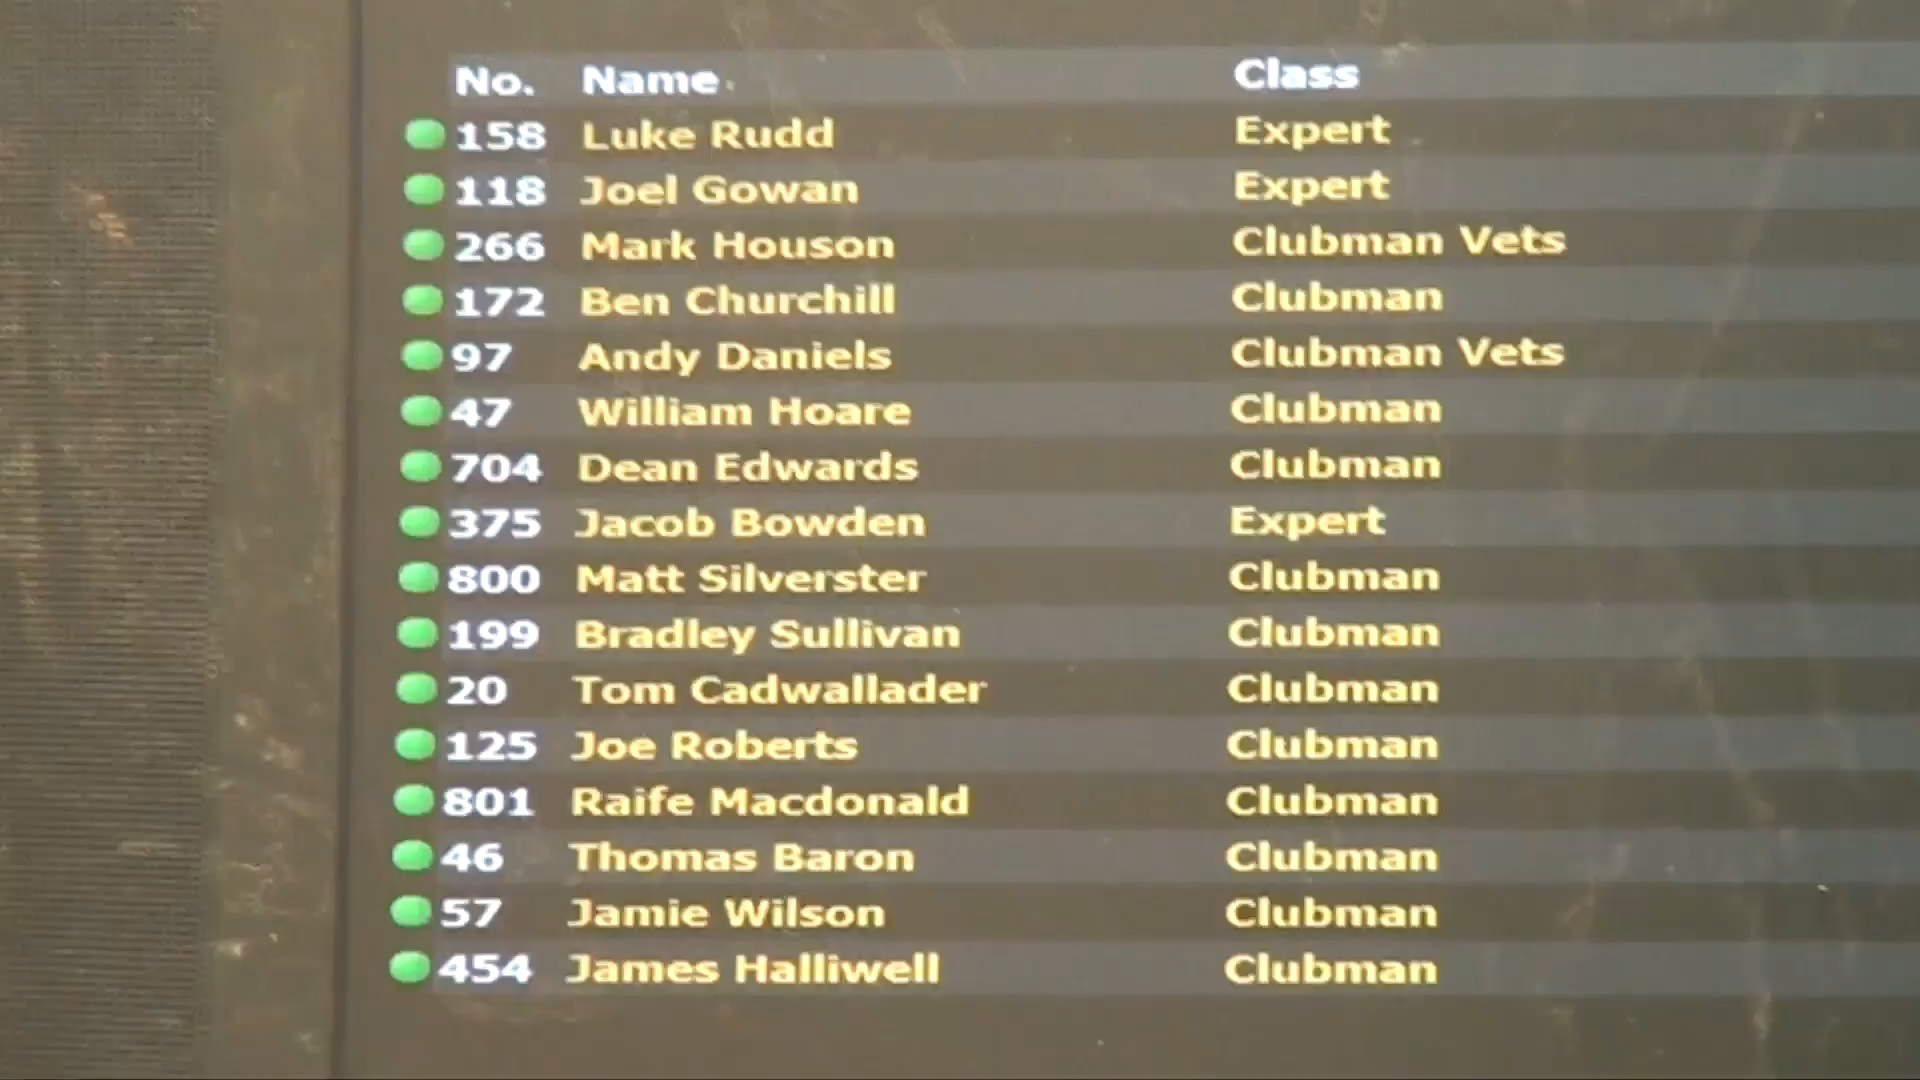 No. Name Class
158 Luke Rudd Expert
118 Joel Gowan Expert
266 Mark Houson Clubman Vets
172 Ben Churchill Clubman
97 Andy Daniels Clubman Vets
47 William Hoare Clubman
704 Dean Edwards Clubman
375 Jacob Bowden Expert
800 Matt Silverster Clubman
199 Bradley Sullivan Clubman
20 Tom Cadwallader Clubman
125 Joe Roberts Clubman
801 Raife Macdonald Clubman
46 Thomas Baron Clubman
57 Jamie Wilson Clubman
454 James Halliwell Clubman